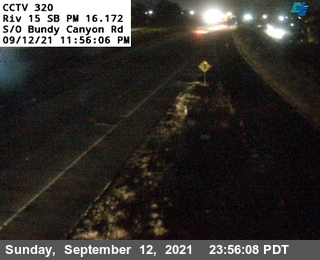 CCTV 320
Riv 15 SB PM 16.172
S/O Bundy Canyon Rd
09/12/21 11:56:06 PM
Sunday, September 12, 2021 23:56:08 PDT